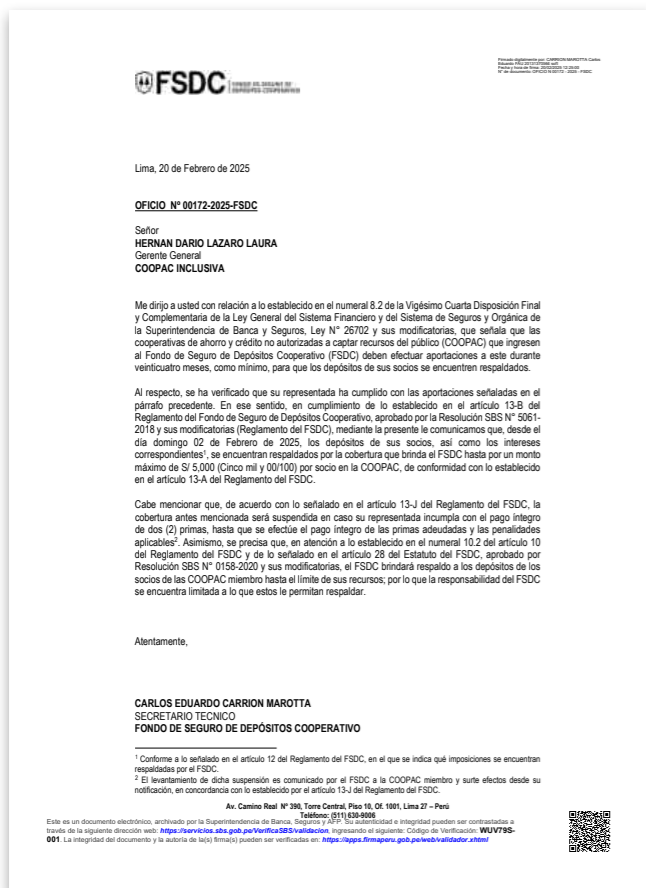 Firmado digitalmente por: CARRION MAROTTA Carlos
Fecha y hora de firma: 20/02/2025
N° de documento: OFICIO N 00172 - 2025 - FSDC
FSDC
Lima, 20 de Febrero de 2025
OFICIO Nº 00172-2025-FSDC
Señor
HERNAN DARIO LAZARO LAURA
Gerente General
COOPAC INCLUSIVA
Me dirijo a usted con relación a lo establecido en el numeral 8.2 de la Vigésimo Cuarta Disposición Final
y Complementaria de la Ley General del Sistema Financiero y del Sistema de Seguros y Orgánica de
la Superintendencia de Banca y Seguros, Ley N° 26702 y sus modificatorias, que señala que las
cooperativas de ahorro y crédito no autorizadas a captar recursos del público (COOPAC) que ingresen
al Fondo de Seguro de Depósitos Cooperativo (FSDC) deben efectuar aportaciones a este durante
veinticuatro meses, como mínimo, para que los depósitos de sus socios se encuentren respaldados.
Al respecto, se ha verificado que su representada ha cumplido con las aportaciones señaladas en el
párrafo precedente. En ese sentido, en cumplimiento de lo establecido en el artículo 13-B del
Reglamento del Fondo de Seguro de Depósitos Cooperativo, aprobado por la Resolución SBS N° 5061-
2018 y sus modificatorias (Reglamento del FSDC), mediante la presente le comunicamos que, desde el
día domingo 02 de Febrero de 2025, los depósitos de sus socios, así como los intereses
correspondientes¹, se encuentran respaldados por la cobertura que brinda el FSDC hasta por un monto
máximo de S/ 5,000 (Cinco mil y 00/100) por socio en la COOPAC, de conformidad con lo establecido
en el artículo 13-A del Reglamento del FSDC.
Cabe mencionar que, de acuerdo con lo señalado en el artículo 13-J del Reglamento del FSDC, la
cobertura antes mencionada será suspendida en caso su representada incumpla con el pago íntegro
de dos (2) primas, hasta que se efectúe el pago íntegro de las primas adeudadas y las penalidades
aplicables². Asimismo, se precisa que, en atención a lo establecido en el numeral 10.2 del artículo 10
del Reglamento del FSDC y de lo señalado en el artículo 28 del Estatuto del FSDC, aprobado por
Resolución SBS N° 0158-2020 y sus modificatorias, el FSDC brindará respaldo a los depósitos de los
socios de las COOPAC miembro hasta el límite de sus recursos; por lo que la responsabilidad del FSDC
se encuentra limitada a lo que estos le permitan respaldar.
Atentamente,
CARLOS EDUARDO CARRION MAROTTA
SECRETARIO TECNICO
FONDO DE SEGURO DE DEPÓSITOS COOPERATIVO
¹ Conforme a lo señalado en el artículo 12 del Reglamento del FSDC, en el que se indica qué imposiciones se encuentran
respaldadas por el FSDC.
² El levantamiento de dicha suspensión es comunicado por el FSDC a la COOPAC miembro y surte efectos desde su
notificación, en concordancia con lo establecido por el artículo 13-J del Reglamento del FSDC.
Av. Camino Real Nº 390, Torre Central, Piso 10, Of. 1001, Lima 27 – Perú
Teléfono: (511) 630-9006
Este es un documento electrónico, archivado por la Superintendencia de Banca, Seguros y AFP. Su autenticidad e integridad pueden ser contrastadas a
través de la siguiente dirección web: https://servicios.sbs.gob.pe/VerificaSBS/validacion, ingresando el siguiente: Código de Verificación: WUV79S-
001. La integridad del documento y la autoría de la(s) firma(s) pueden ser verificadas en: https://apps.firmaperu.gob.pe/web/validador.xhtml